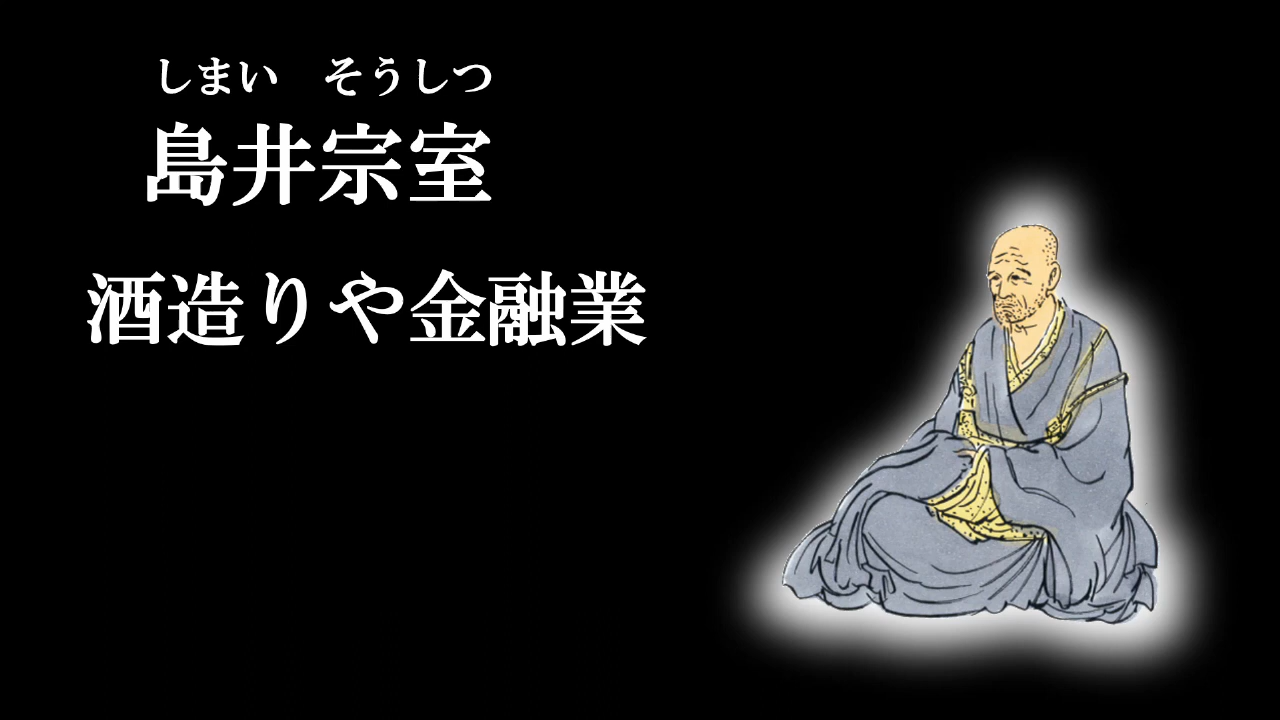 しまい　そうしつ
島井宗室
酒造りや金融業